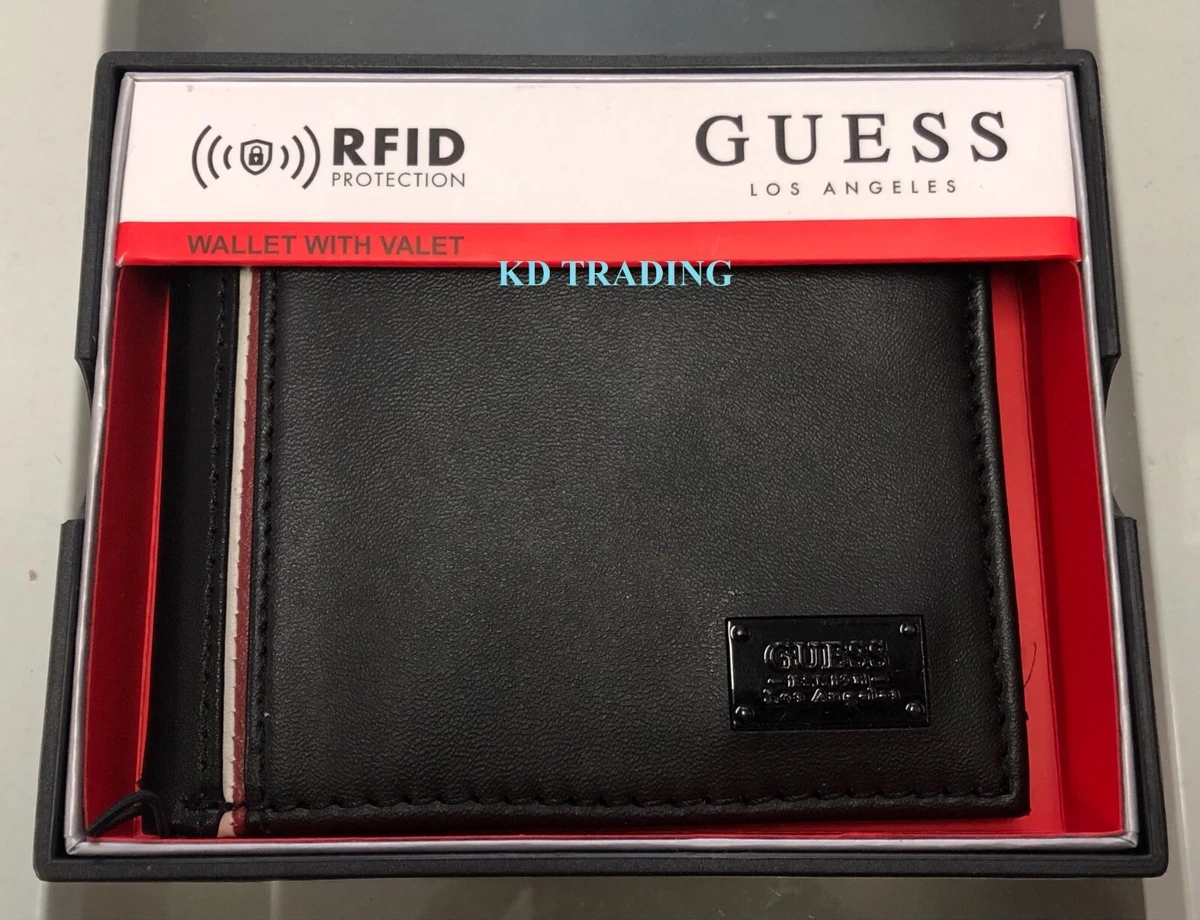 RFID
PROTECTION
GUESS
LOS ANGELES
WALLET WITH VALET
KD TRADING
GUESS
Los Angeles